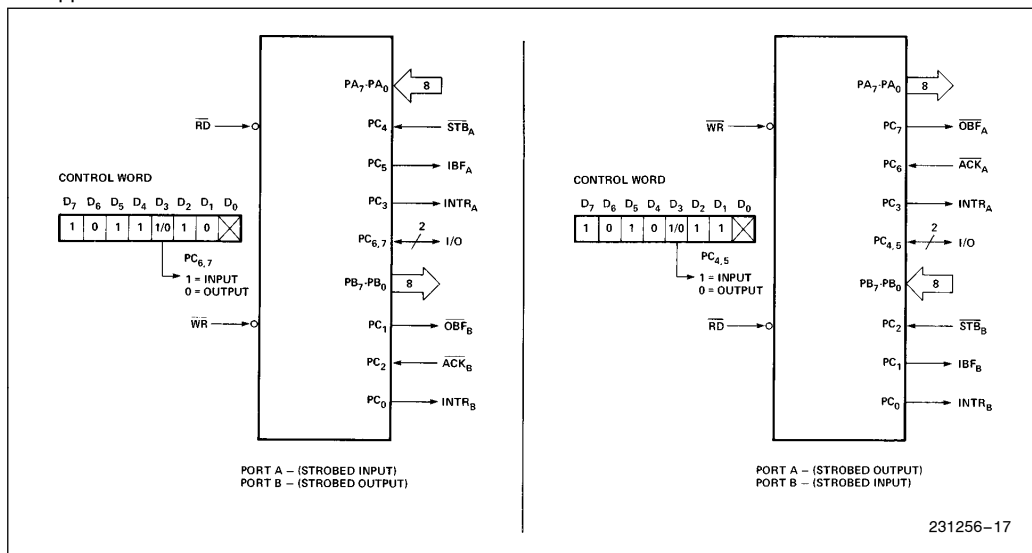 PA7-PA0 8
RD PC4 STBA
PC5 IBFA
CONTROL WORD
D7 D6 D5 D4 D3 D2 D1 D0
1 0 1 1 1/0 1 0
PC3 INTRA
PC6,7 2 I/O
PC6,7
1 = INPUT
0 = OUTPUT
PB7-PB0 8
WR PC1 OBFB
PC2 ACKB
PC0 INTRB
PORT A – (STROBED INPUT)
PORT B – (STROBED OUTPUT)
PA7-PA0 8
WR PC7 OBFA
PC6 ACKA
CONTROL WORD
D7 D6 D5 D4 D3 D2 D1 D0
1 0 1 0 1/0 1 1
PC3 INTRA
PC4,5 2 I/O
PC4,5
1 = INPUT
0 = OUTPUT
PB7-PB0 8
RD PC2 STBB
PC1 IBFB
PC0 INTRB
PORT A – (STROBED OUTPUT)
PORT B – (STROBED INPUT)
231256–17